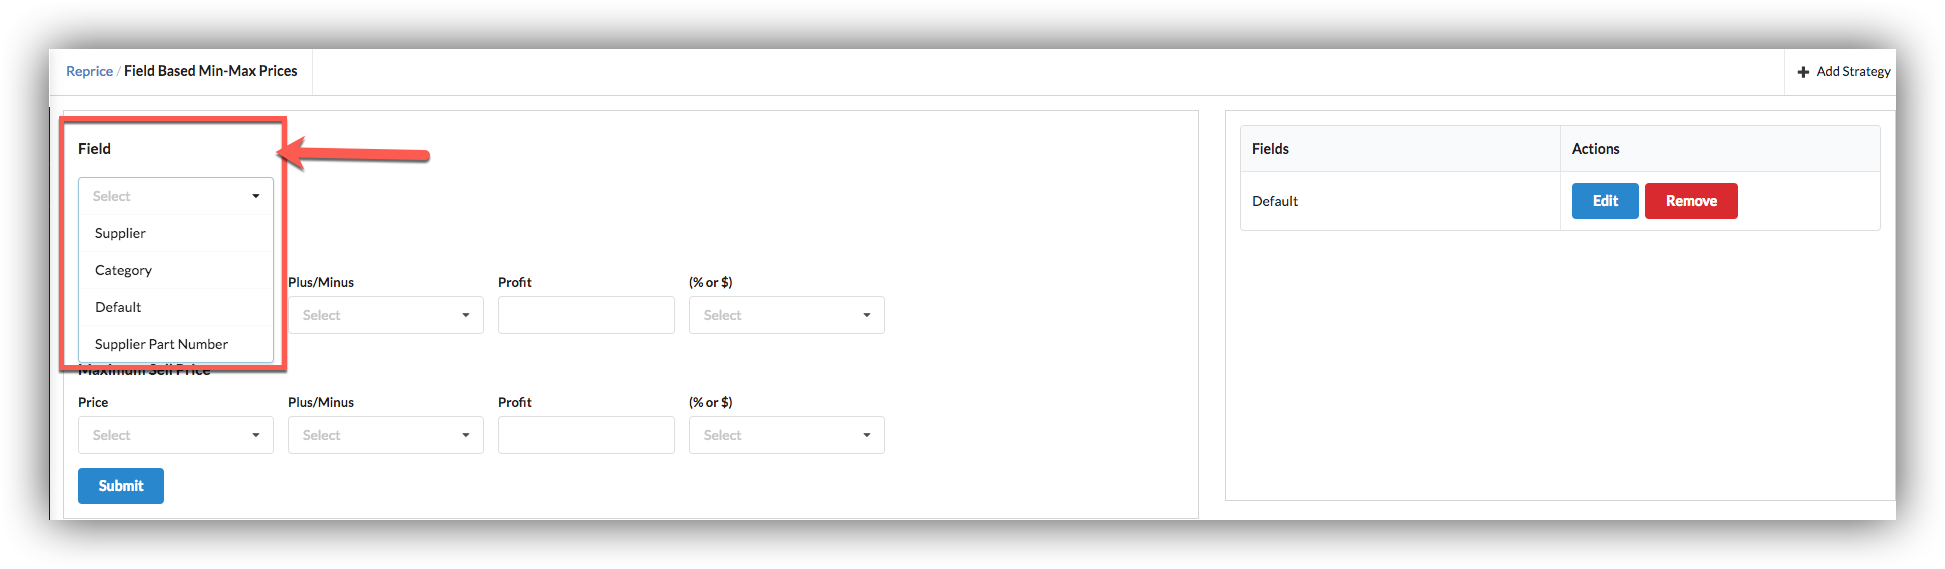 Reprice / Field Based Min-Max Prices
Add Strategy
Field
Select
Supplier
Category
Default
Supplier Part Number
Plus/Minus Profit (% or $)
Select Select
Maximum Sell Price
Price Plus/Minus Profit (% or $)
Select Select Select
Submit
Fields Actions
Default Edit Remove